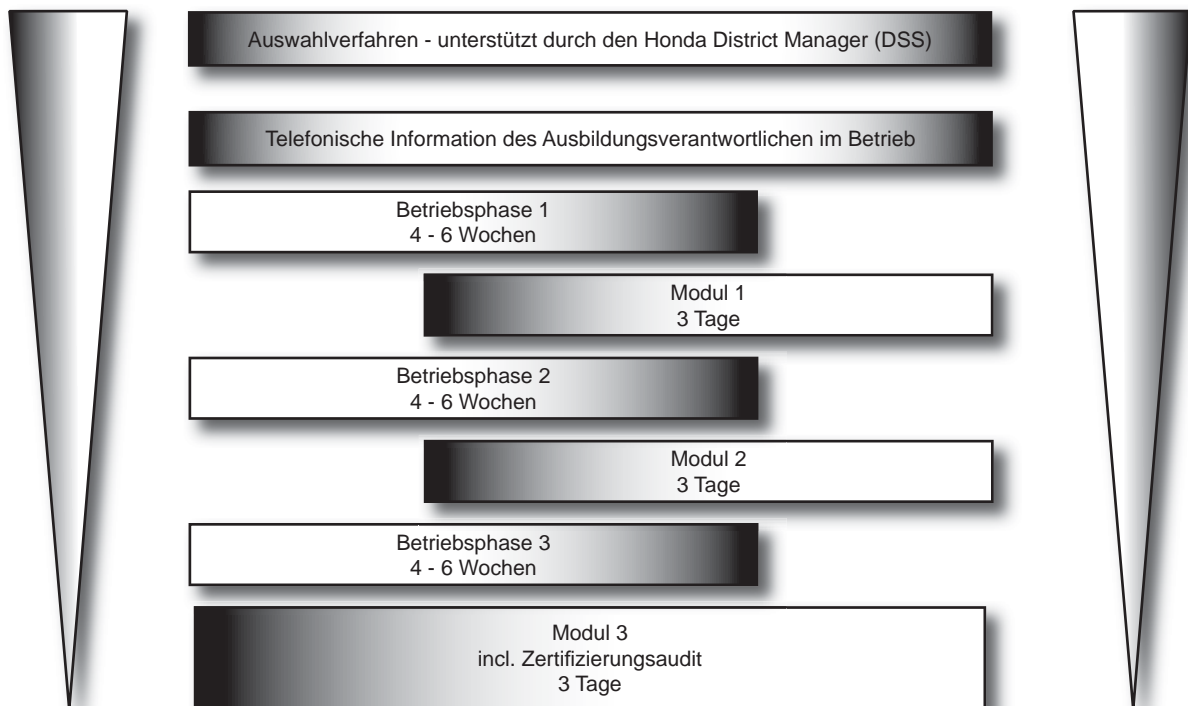 Auswahlverfahren - unterstützt durch den Honda District Manager (DSS)
Telefonische Information des Ausbildungsverantwortlichen im Betrieb
Betriebsphase 1
4 - 6 Wochen
Modul 1
3 Tage
Betriebsphase 2
4 - 6 Wochen
Modul 2
3 Tage
Betriebsphase 3
4 - 6 Wochen
Modul 3
incl. Zertifizierungsaudit
3 Tage